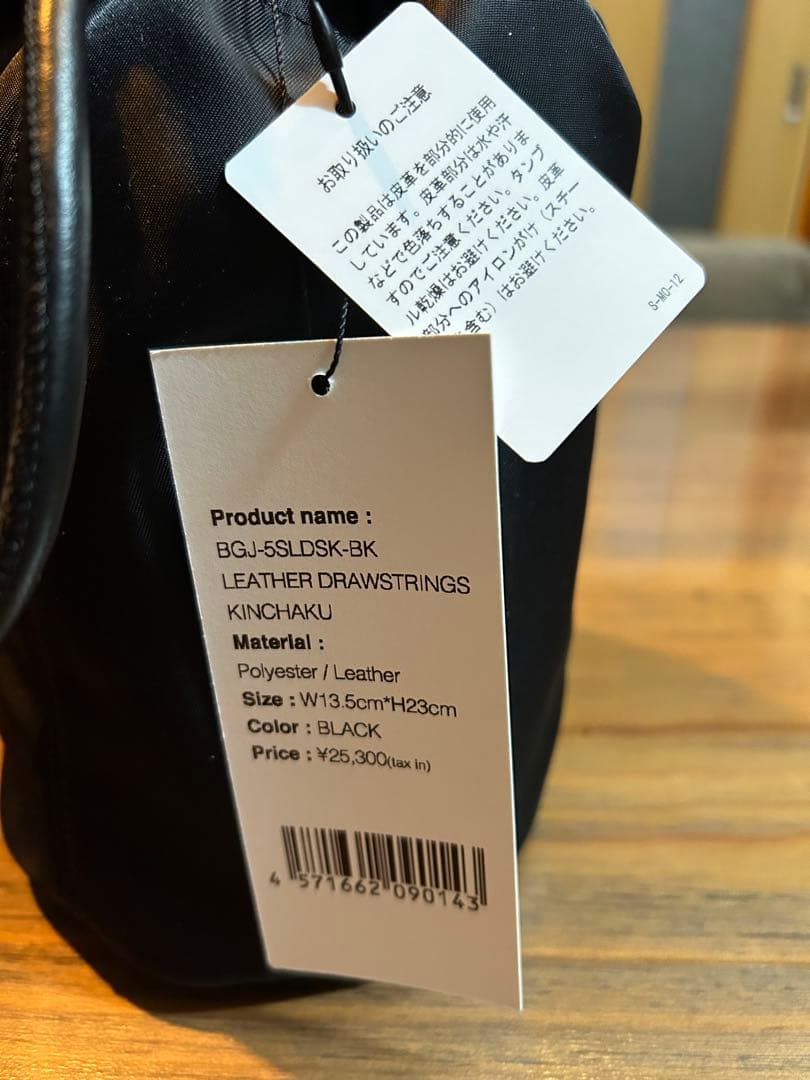 お取り扱いのご注意
この製品は皮革を部分的に使用
しています。皮革部分は水や汗
などで色落ちすることがありま
すのでご注意ください。タンブ
ル乾燥はお避けください。皮革
部分へのアイロンがけ（スチー
含む）はお避けください。
S-MO-12
Product name :
BGJ-5SLDSK-BK
LEATHER DRAWSTRINGS
KINCHAKU
Material :
Polyester / Leather
Size : W13.5cm*H23cm
Color : BLACK
Price : ¥25,300(tax in)
4 571662 090143